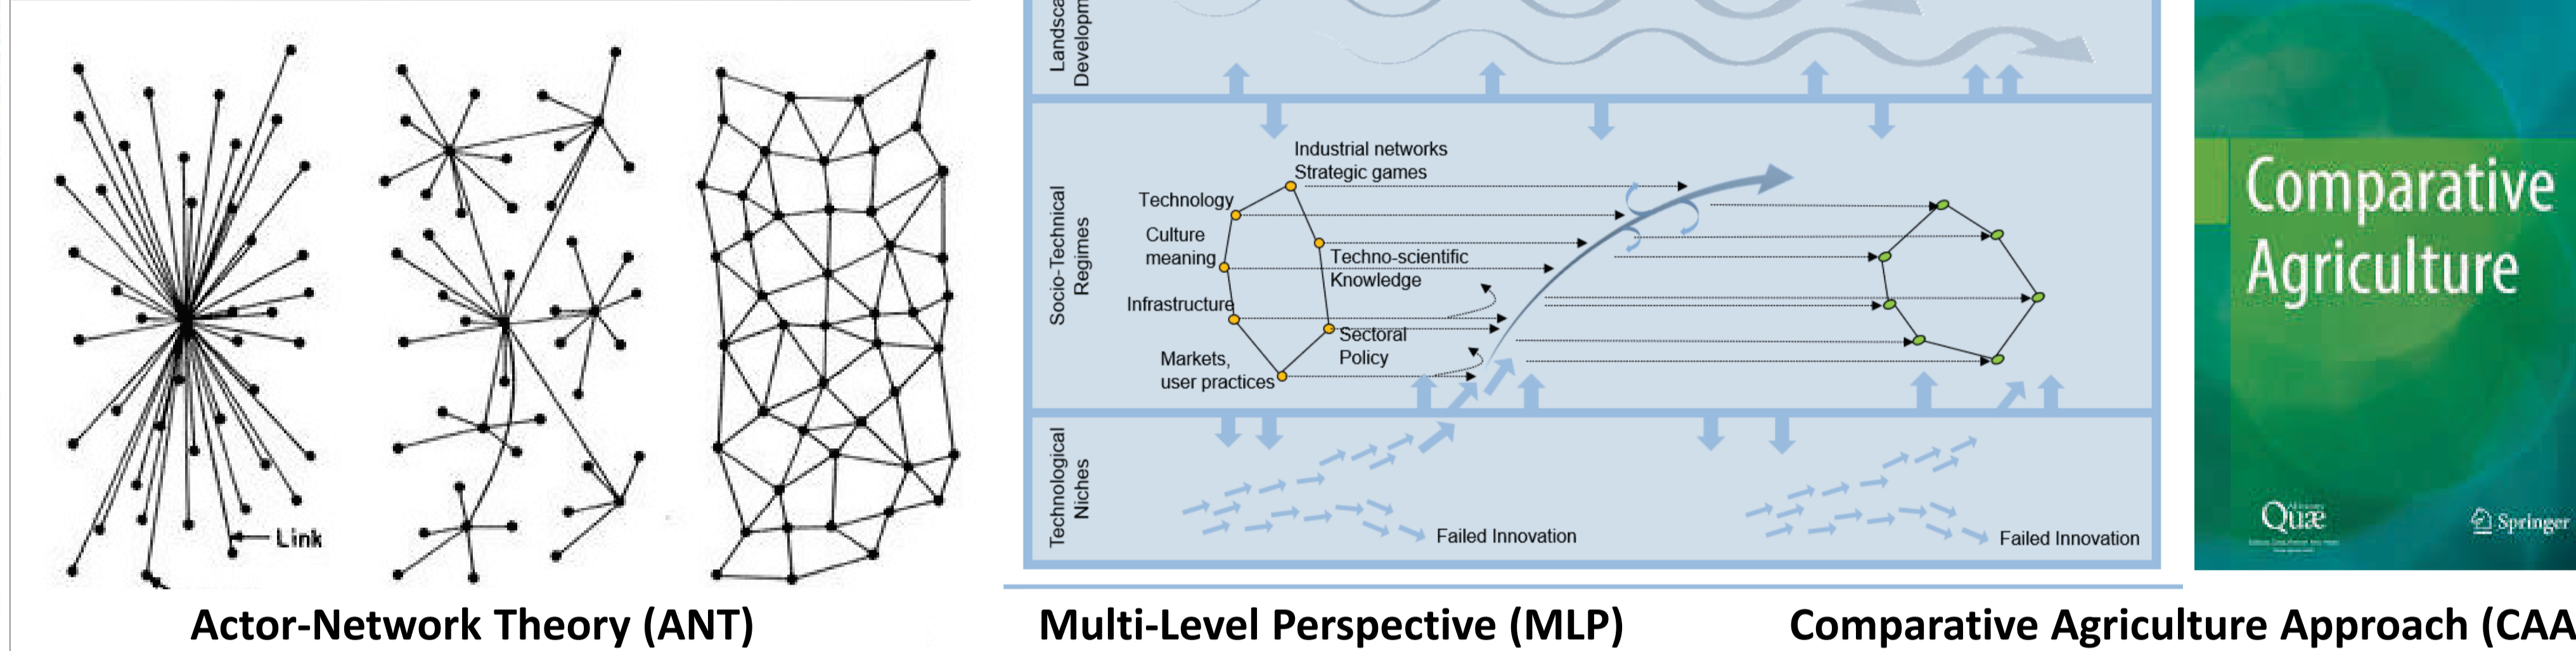 Link
Actor-Network Theory (ANT)
Landsca
Developm
Socio-Technical
Regimes
Technological
Niches
Industrial networks
Strategic games
Technology
Culture
meaning
Techno-scientific
Knowledge
Infrastructure
Sectoral
Policy
Markets,
user practices
Failed Innovation
Failed Innovation
Multi-Level Perspective (MLP)
Comparative
Agriculture
Quæ
Springer
Comparative Agriculture Approach (CAA